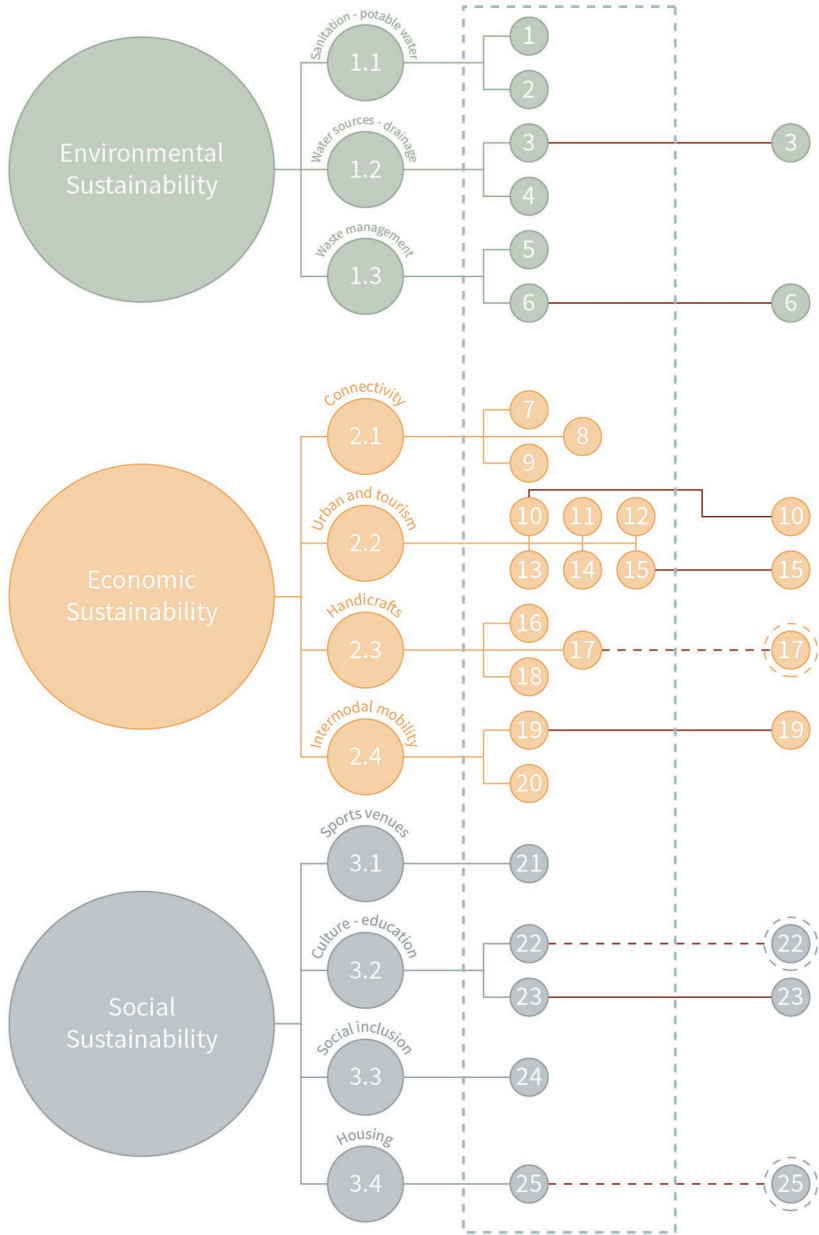 Environmental
Sustainability
Sanitation - potable water
1.1
1
2
Water sources - drainage
1.2
3
3
4
Waste management
1.3
5
6
6
Economic
Sustainability
Connectivity
2.1
7
8
9
Urban and tourism
2.2
10
11
12
10
13
14
15
15
Handicrafts
2.3
16
17
17
18
Intermodal mobility
2.4
19
19
20
Social
Sustainability
Sports venues
3.1
21
Culture - education
3.2
22
22
23
23
Social inclusion
3.3
24
Housing
3.4
25
25